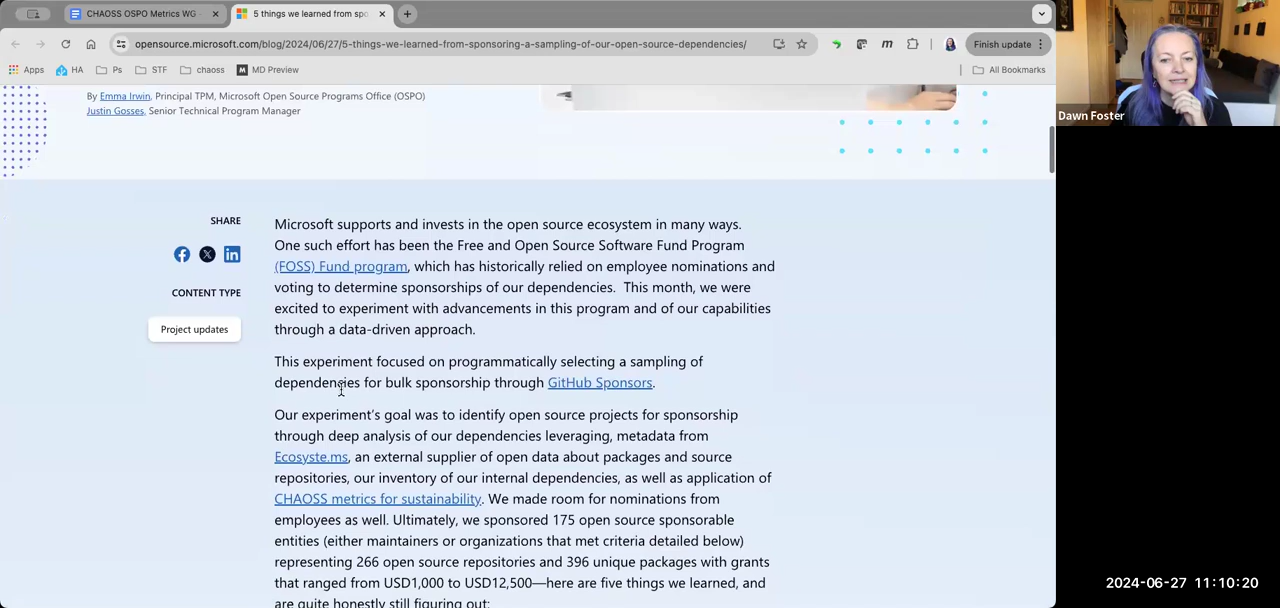 CHAOSS OSPO Metrics WG
5 things we learned from spo
opensource.microsoft.com/blog/2024/06/27/5-things-we-learned-from-sponsoring-a-sampling-of-our-open-source-dependencies/
Finish update
Apps
HA
Ps
STF
chaoss
MD Preview
All Bookmarks
Dawn Foster
By Emma Irwin, Principal TPM, Microsoft Open Source Programs Office (OSPO)
Justin Gosses, Senior Technical Program Manager
SHARE
CONTENT TYPE
Project updates
Microsoft supports and invests in the open source ecosystem in many ways.
One such effort has been the Free and Open Source Software Fund Program
(FOSS) Fund program, which has historically relied on employee nominations and
voting to determine sponsorships of our dependencies.  This month, we were
excited to experiment with advancements in this program and of our capabilities
through a data-driven approach.
This experiment focused on programmatically selecting a sampling of
dependencies for bulk sponsorship through GitHub Sponsors.
Our experiment's goal was to identify open source projects for sponsorship
through deep analysis of our dependencies leveraging, metadata from
Ecosyste.ms, an external supplier of open data about packages and source
repositories, our inventory of our internal dependencies, as well as application of
CHAOSS metrics for sustainability. We made room for nominations from
employees as well. Ultimately, we sponsored 175 open source sponsorable
entities (either maintainers or organizations that met criteria detailed below)
representing 266 open source repositories and 396 unique packages with grants
that ranged from USD1,000 to USD12,500—here are five things we learned, and
are quite honestly still figuring out:
2024-06-27 11:10:20